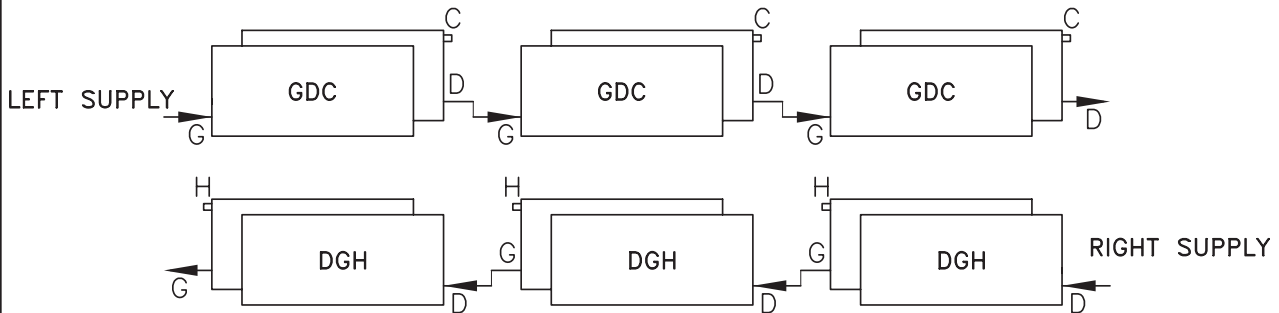 C C C
GDC D GDC D GDC
LEFT SUPPLY
G G G D
H H H
G G RIGHT SUPPLY
DGH DGH DGH
G D D D